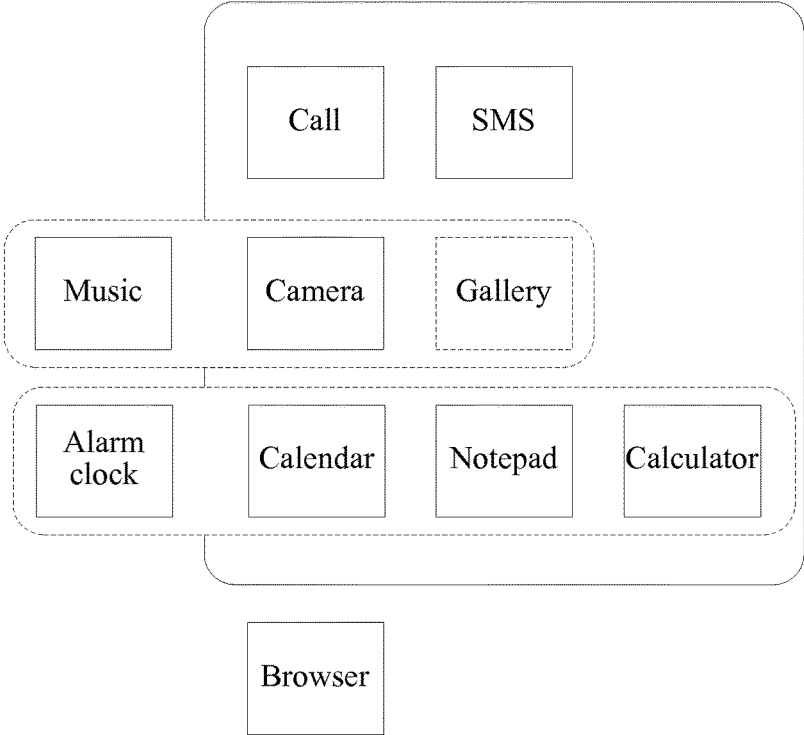 Call
SMS
Music
Camera
Gallery
Alarm
clock
Calendar
Notepad
Calculator
Browser